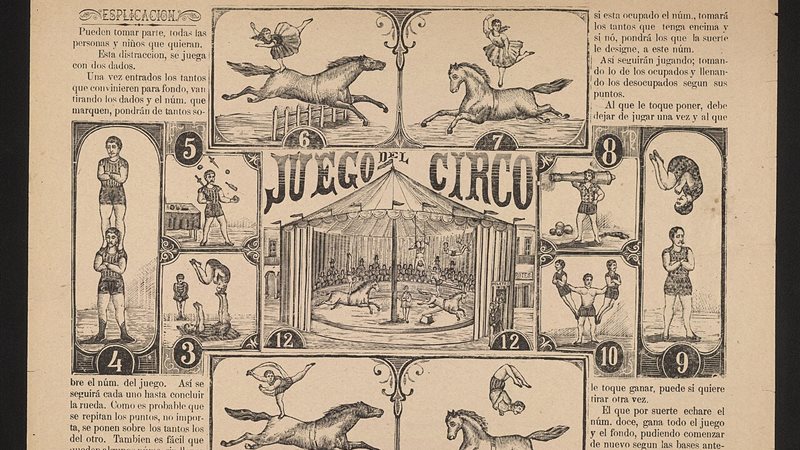 ESPLICACION.
Pueden tomar parte, todas las
personas y niños que quieran.
Esta distraccion, se juega
con dos dados.
Una vez entrados los tantos
que convinieren para fondo, van
tirando los dados y el núm, que
marquen, pondrán de tantos so-
6
7
si esta ocupado el núm., tomará
los tantos que tenga encima y
si nó, pondrá los que la suerte
le designe, a este núm.
Así seguirán jugando; toman-
do lo de los ocupados y llenan-
do los desocupados segun sus
puntos.
Al que le toque poner, debe
dejar de jugar una vez y al que
5
8
JUEGO DEL CIRCO
4
3
12
12
10
9
bre el núm. del juego. Así se
seguirá cada uno hasta concluir
la rueda. Como es probable que
se repitan los puntos, no impor-
ta, se ponen sobre los tantos los
del otro. Tambien es fácil que
le toque ganar, puede si quiere
tirar otra vez.
El que por suerte echare el
núm. doce, gana todo el juego
y el fondo, pudiendo comenzar
de nuevo segun las bases ante-